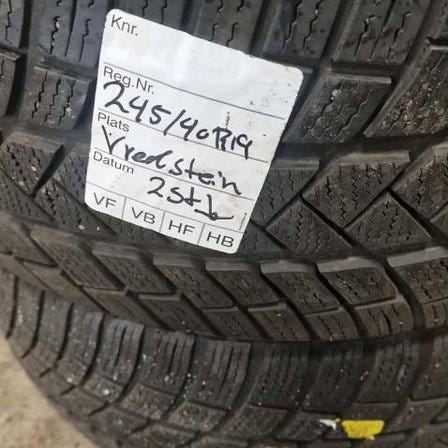 Knr.
Reg.Nr.
245/40R19
Plats
Vredstein
Datum
2st
VF VB HF HB